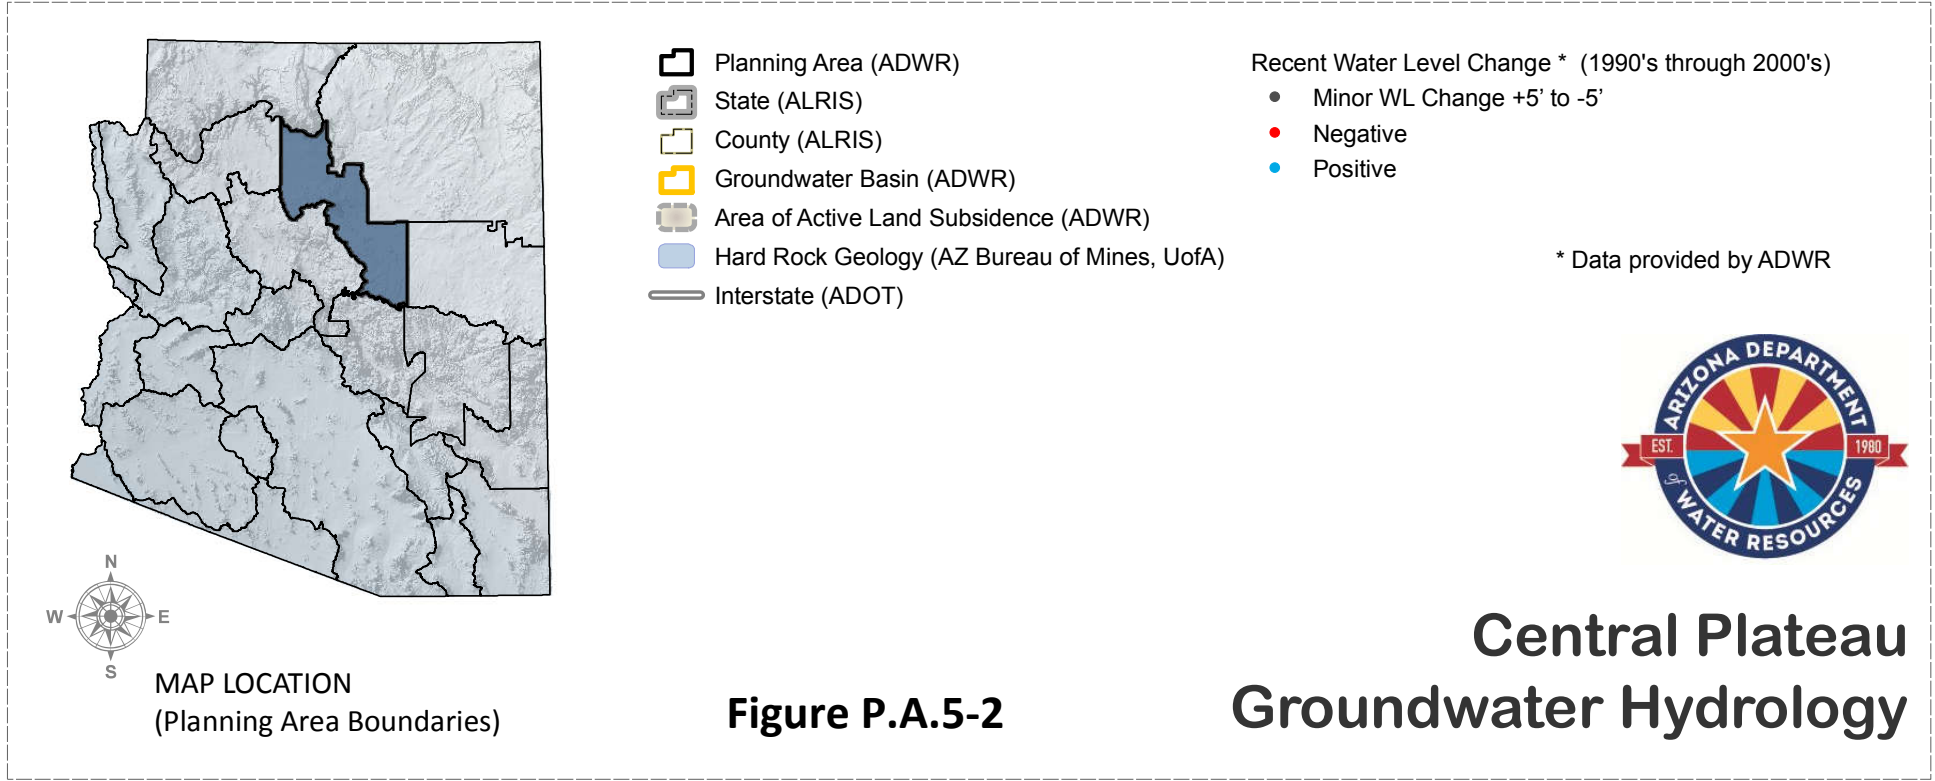 Planning Area (ADWR)
State (ALRIS)
County (ALRIS)
Groundwater Basin (ADWR)
Area of Active Land Subsidence (ADWR)
Hard Rock Geology (AZ Bureau of Mines, UofA)
Interstate (ADOT)
Recent Water Level Change * (1990's through 2000's)
Minor WL Change +5’ to -5’
Negative
Positive
* Data provided by ADWR
ARIZONA DEPARTMENT
EST. 1980
of WATER RESOURCES
N
W E
S
MAP LOCATION
(Planning Area Boundaries)
Figure P.A.5-2
Central Plateau
Groundwater Hydrology